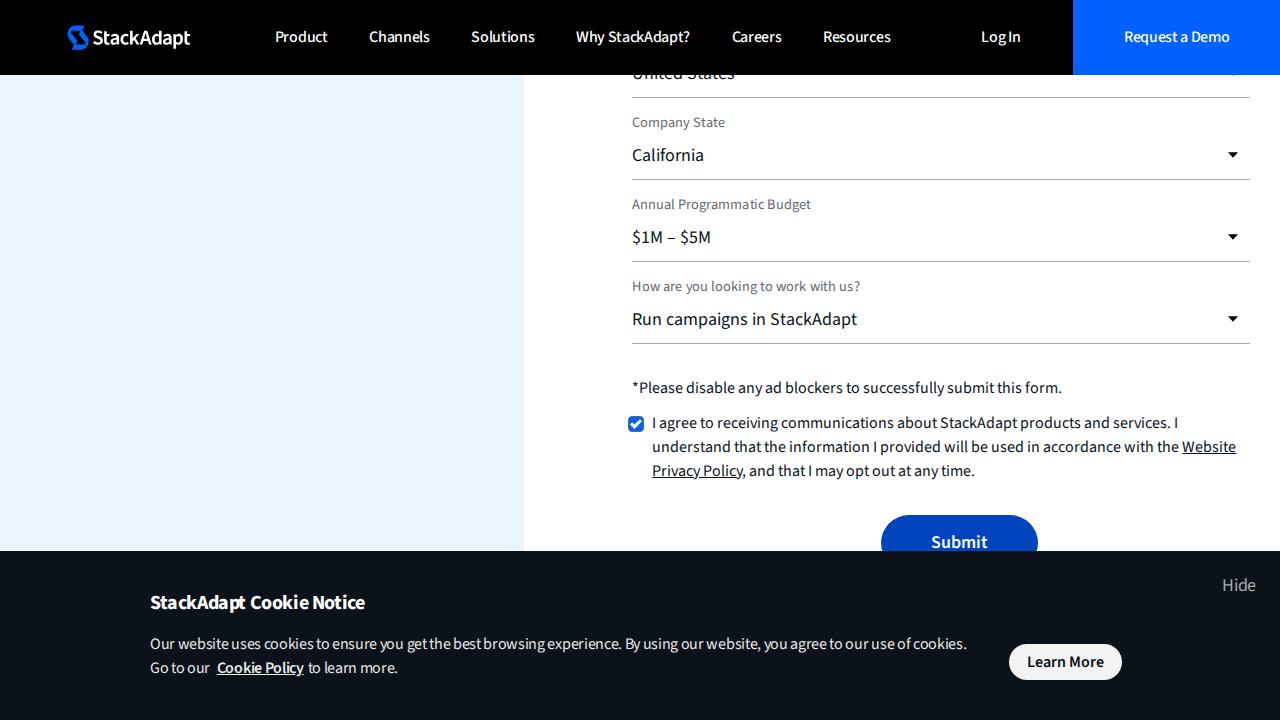 StackAdapt
Product
Channels
Solutions
Why StackAdapt?
Careers
Resources
Log In
Request a Demo
United States
Company State
California
Annual Programmatic Budget
$1M – $5M
How are you looking to work with us?
Run campaigns in StackAdapt
*Please disable any ad blockers to successfully submit this form.
I agree to receiving communications about StackAdapt products and services. I
understand that the information I provided will be used in accordance with the Website
Privacy Policy, and that I may opt out at any time.
Submit
Hide
StackAdapt Cookie Notice
Our website uses cookies to ensure you get the best browsing experience. By using our website, you agree to our use of cookies.
Go to our Cookie Policy to learn more.
Learn More